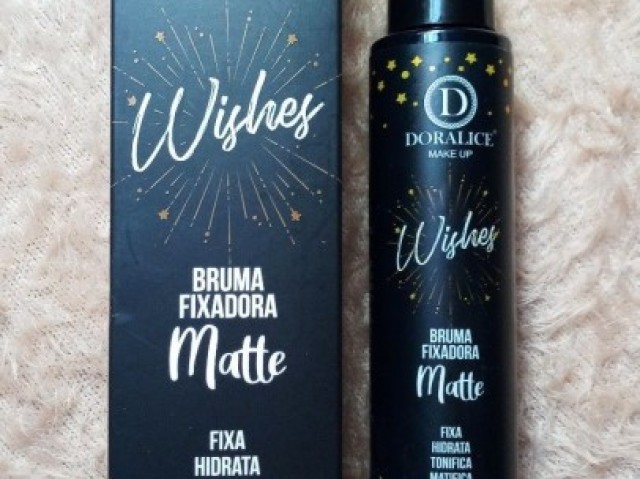 Wishes
BRUMA
FIXADORA
Matte
FIXA
HIDRATA
D
DORALICE®
MAKE UP
Wishes
BRUMA
FIXADORA
Matte
FIXA
HIDRATA
TONIFICA
MATIFICA